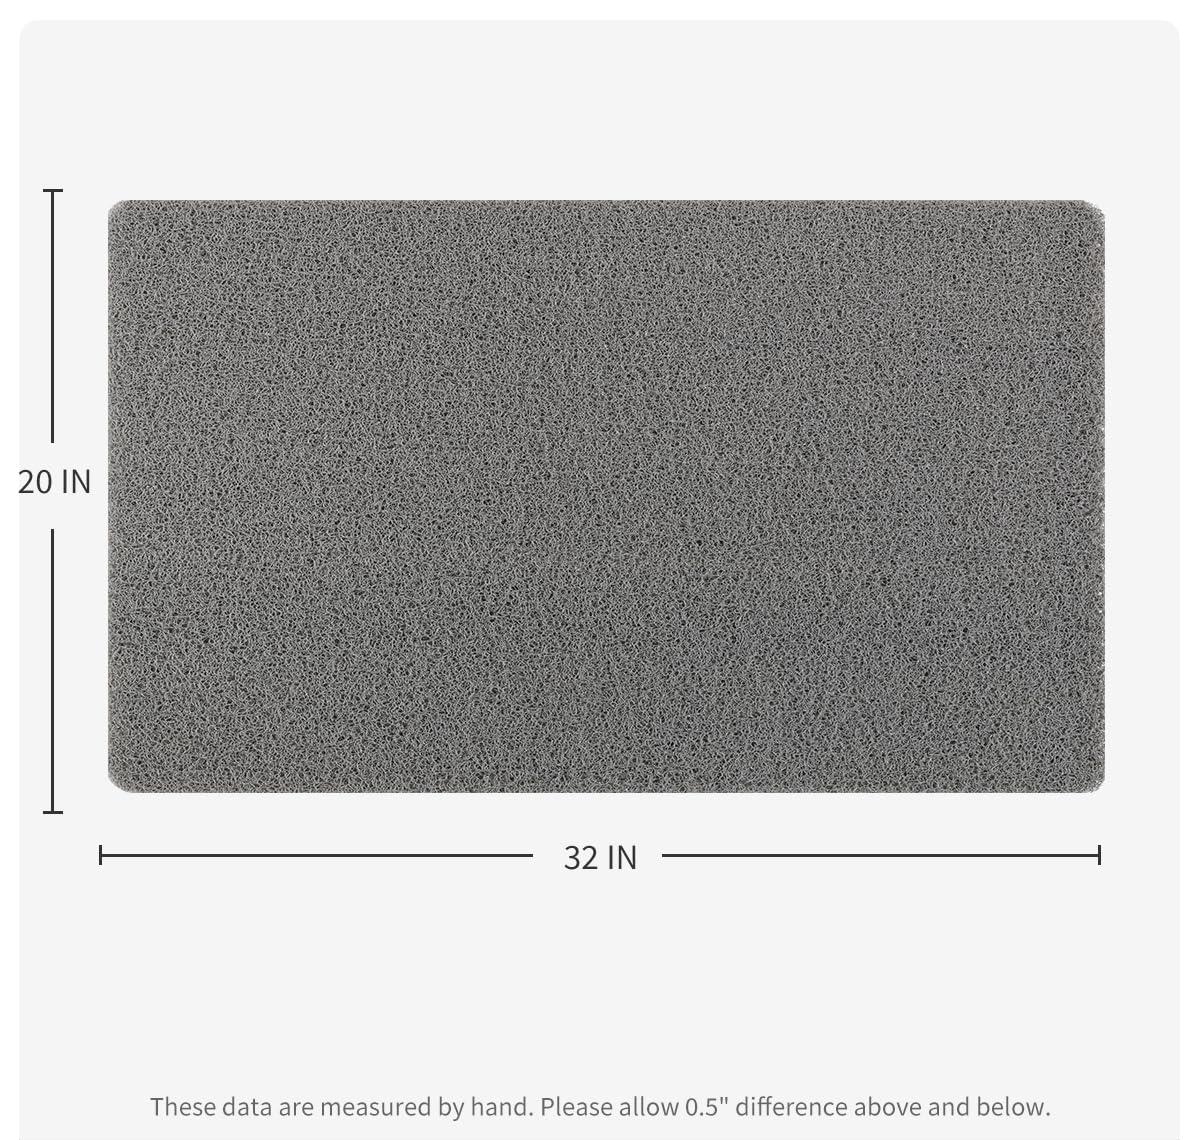 20 IN
32 IN
These data are measured by hand. Please allow 0.5" difference above and below.